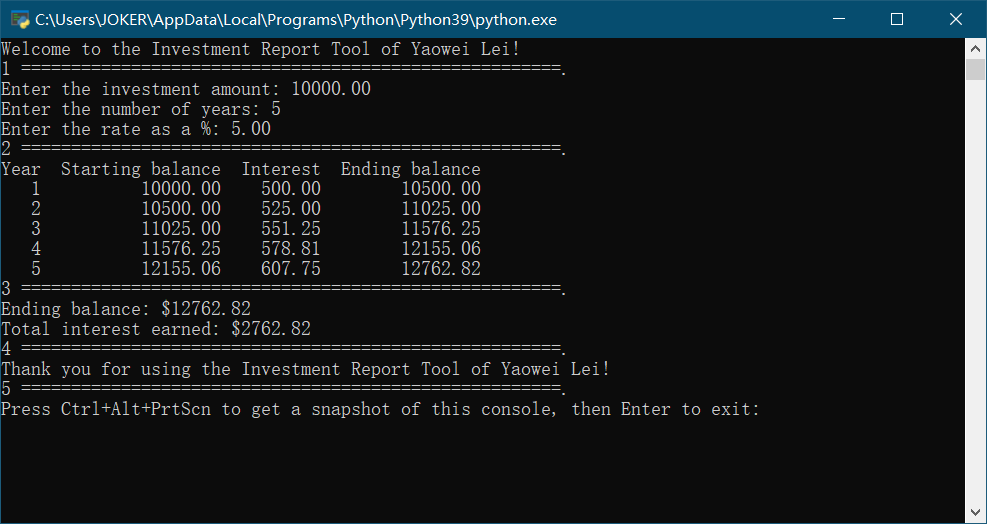 C:\Users\JOKER\AppData\Local\Programs\Python\Python39\python.exe
Welcome to the Investment Report Tool of Yaowei Lei!
1 ======================================================.
Enter the investment amount: 10000.00
Enter the number of years: 5
Enter the rate as a %: 5.00
2 ======================================================.
Year  Starting balance  Interest  Ending balance
   1          10000.00    500.00        10500.00
   2          10500.00    525.00        11025.00
   3          11025.00    551.25        11576.25
   4          11576.25    578.81        12155.06
   5          12155.06    607.75        12762.82
3 ======================================================.
Ending balance: $12762.82
Total interest earned: $2762.82
4 ======================================================.
Thank you for using the Investment Report Tool of Yaowei Lei!
5 ======================================================.
Press Ctrl+Alt+PrtScn to get a snapshot of this console, then Enter to exit: